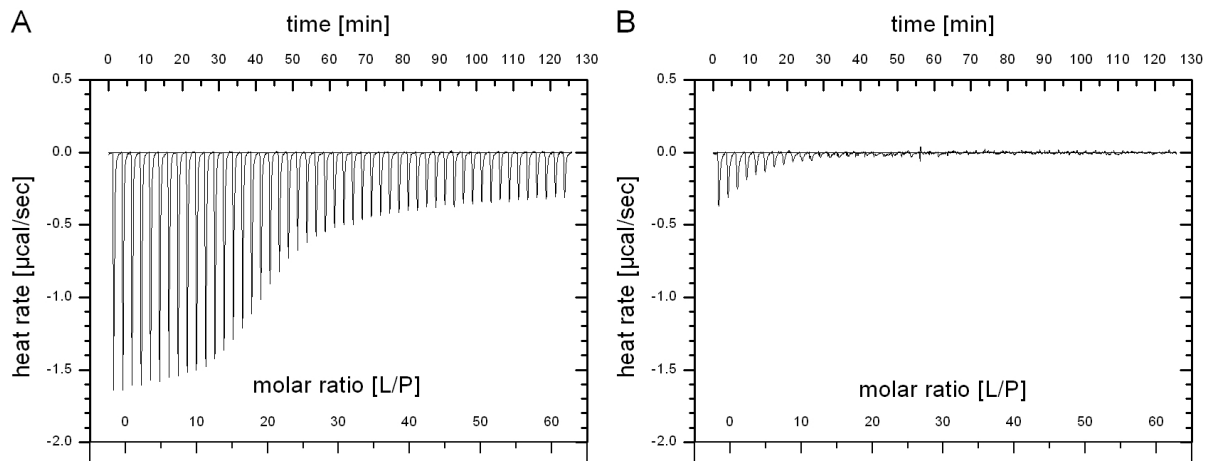 A
time [min]
0 10 20 30 40 50 60 70 80 90 100 110 120 130
heat rate [µcal/sec]
0.5
0.0
-0.5
-1.0
-1.5
-2.0
molar ratio [L/P]
0 10 20 30 40 50 60
B
time [min]
0 10 20 30 40 50 60 70 80 90 100 110 120 130
heat rate [µcal/sec]
0.5
0.0
-0.5
-1.0
-1.5
-2.0
molar ratio [L/P]
0 10 20 30 40 50 60